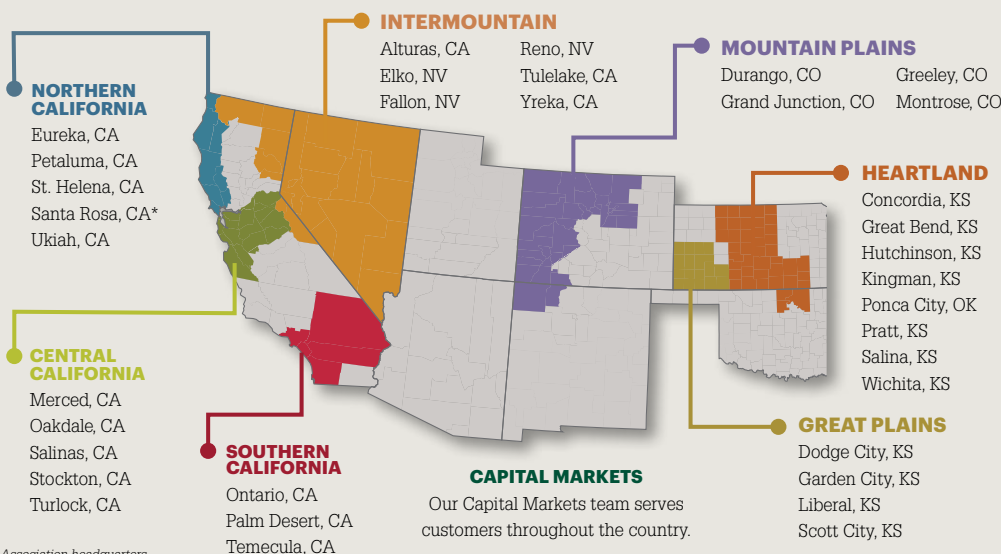 INTERMOUNTAIN
Alturas, CA
Elko, NV
Fallon, NV
Reno, NV
Tulelake, CA
Yreka, CA
MOUNTAIN PLAINS
Durango, CO
Grand Junction, CO
Greeley, CO
Montrose, CO
NORTHERN
CALIFORNIA
Eureka, CA
Petaluma, CA
St. Helena, CA
Santa Rosa, CA*
Ukiah, CA
HEARTLAND
Concordia, KS
Great Bend, KS
Hutchinson, KS
Kingman, KS
Ponca City, OK
Pratt, KS
Salina, KS
Wichita, KS
CENTRAL
CALIFORNIA
Merced, CA
Oakdale, CA
Salinas, CA
Stockton, CA
Turlock, CA
SOUTHERN
CALIFORNIA
Ontario, CA
Palm Desert, CA
Temecula, CA
CAPITAL MARKETS
Our Capital Markets team serves
customers throughout the country.
GREAT PLAINS
Dodge City, KS
Garden City, KS
Liberal, KS
Scott City, KS
Association headquarters